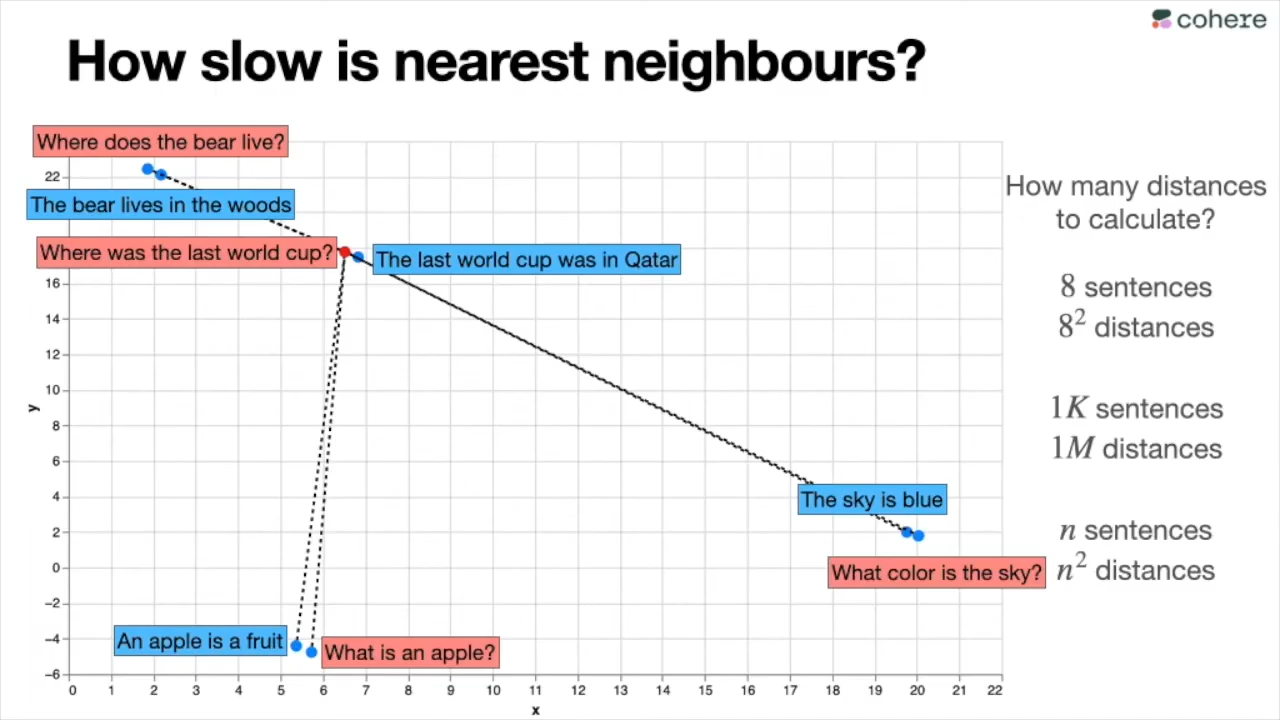 cohere
How slow is nearest neighbours?
Where does the bear live?
The bear lives in the woods
Where was the last world cup?
The last world cup was in Qatar
The sky is blue
What color is the sky?
An apple is a fruit
What is an apple?
22
16
14
12
10
8
6
4
2
0
−2
−4
−6
y
0 1 2 3 4 5 6 7 8 9 10 11 12 13 14 15 16 17 18 19 20 21 22
x
How many distances
to calculate?
8 sentences
8² distances
1K sentences
1M distances
n sentences
n² distances